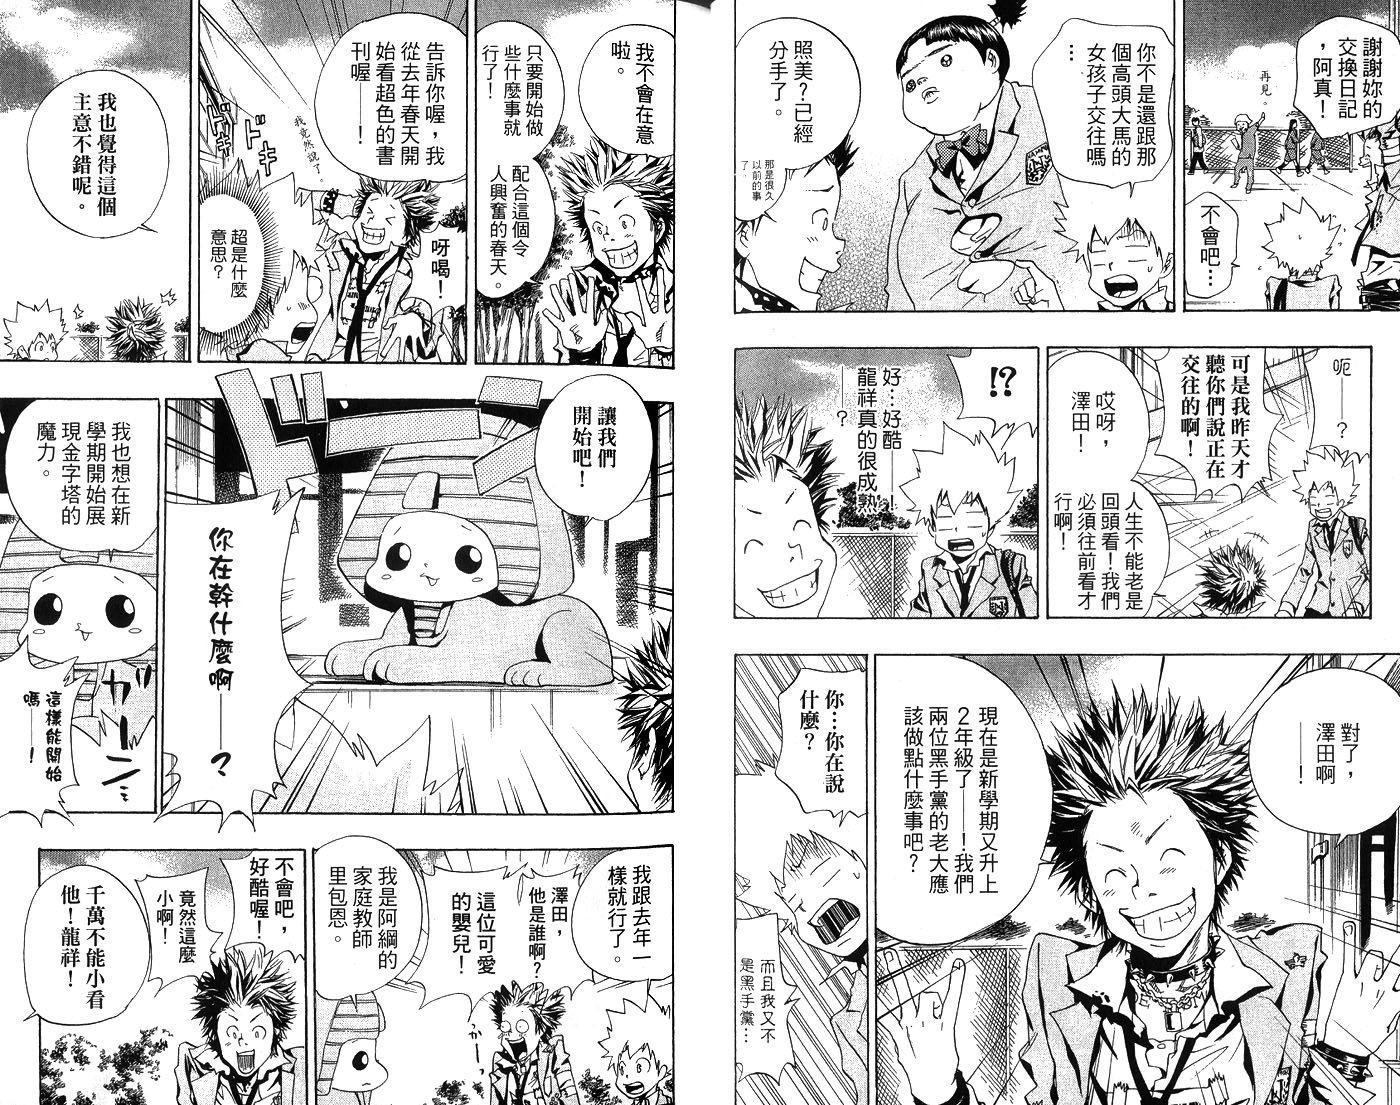 謝謝妳的
交換日記
，阿真！
再見。
不會吧…
你不是還跟那
個高頭大馬的
女孩子交往嗎
…
照美？已經
分手了。
那是很久
以前的事
了。
呃
——？
可是我昨天才
聽你們說正在
交往的啊！
哎呀，
澤田！
人生不能老是
回頭看！我們
必須往前看才
行啊！
!?
好…好酷
龍祥真的很成熟
——？
對了，
澤田啊
——！
現在是新學期又升上
２年級了——！我們
兩位黑手黨的老大應
該做點什麼事吧？
你…你在說
什麼？
而且我又不
是黑手黨…
我不會在意
啦。
只要開始做
些什麼事就
行了！
配合這個令
人興奮的春天。
告訴你喔，我
從去年春天開
始看超色的書
刊喔——！
呀喝！
我竟然說了。
ドキ
ドキ
超是什麼
意思？
我也覺得這個
主意不錯呢。
讓我們
開始吧！
你在幹什麼啊——？
我也想在新
學期開始展
現金字塔的
魔力。
ガーン
這樣能開始
嗎——！
我跟去年一
樣就行了。
澤田，
他是誰啊？
這位可愛
的嬰兒！
我是阿綱的
家庭教師
里包恩。
不會吧，
好酷喔！
竟然這麼
小啊！
千萬不能小看
他！龍祥！